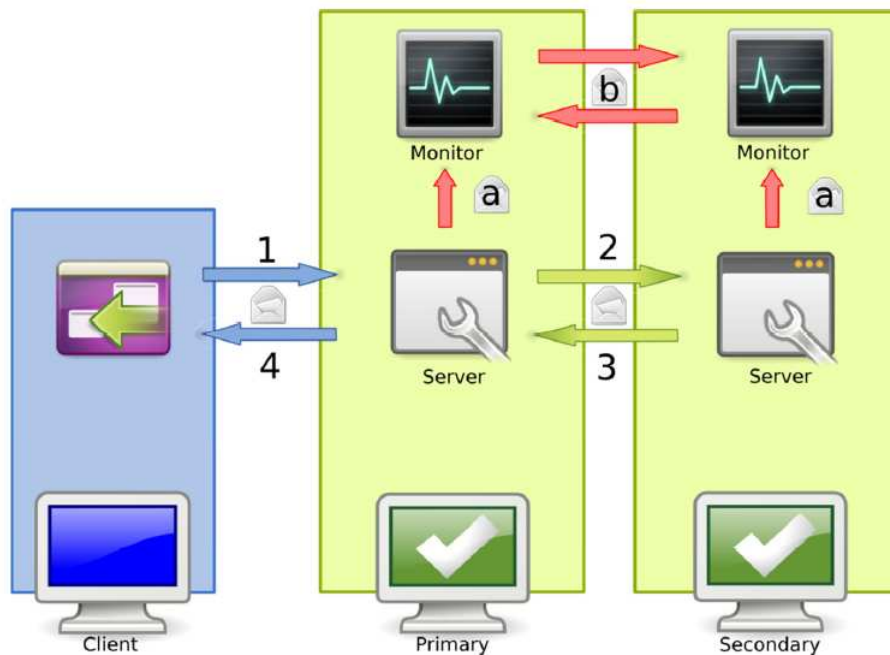 b
Monitor
Monitor
a
a
1
2
4
3
Server
Server
Client
Primary
Secondary